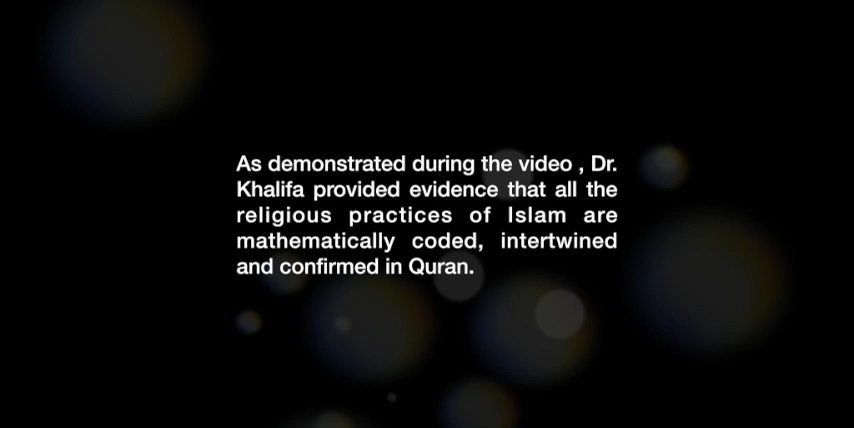 As demonstrated during the video , Dr.
Khalifa provided evidence that all the
religious practices of Islam are
mathematically coded, intertwined
and confirmed in Quran.